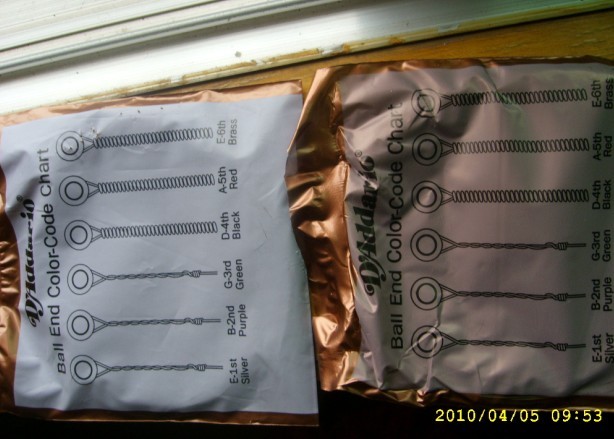 D'Addario®
Ball End Color-Code Chart
E-6th
Brass
A-5th
Red
D-4th
Black
G-3rd
Green
B-2nd
Purple
E-1st
Silver
D'Addario®
Ball End Color-Code Chart
E-6th
Brass
A-5th
Red
D-4th
Black
G-3rd
Green
B-2nd
Purple
E-1st
Silver
2010/04/05 09:53